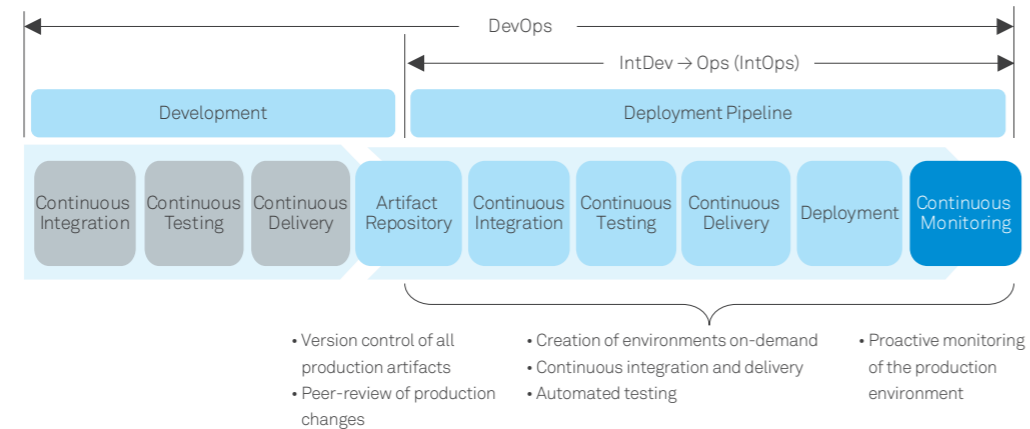 DevOps
IntDev → Ops (IntOps)
Development
Deployment Pipeline
Continuous
Integration
Continuous
Testing
Continuous
Delivery
Artifact
Repository
Continuous
Integration
Continuous
Testing
Continuous
Delivery
Deployment
Continuous
Monitoring
• Version control of all
production artifacts
• Peer-review of production
changes
• Creation of environments on-demand
• Continuous integration and delivery
• Automated testing
• Proactive monitoring
of the production
environment